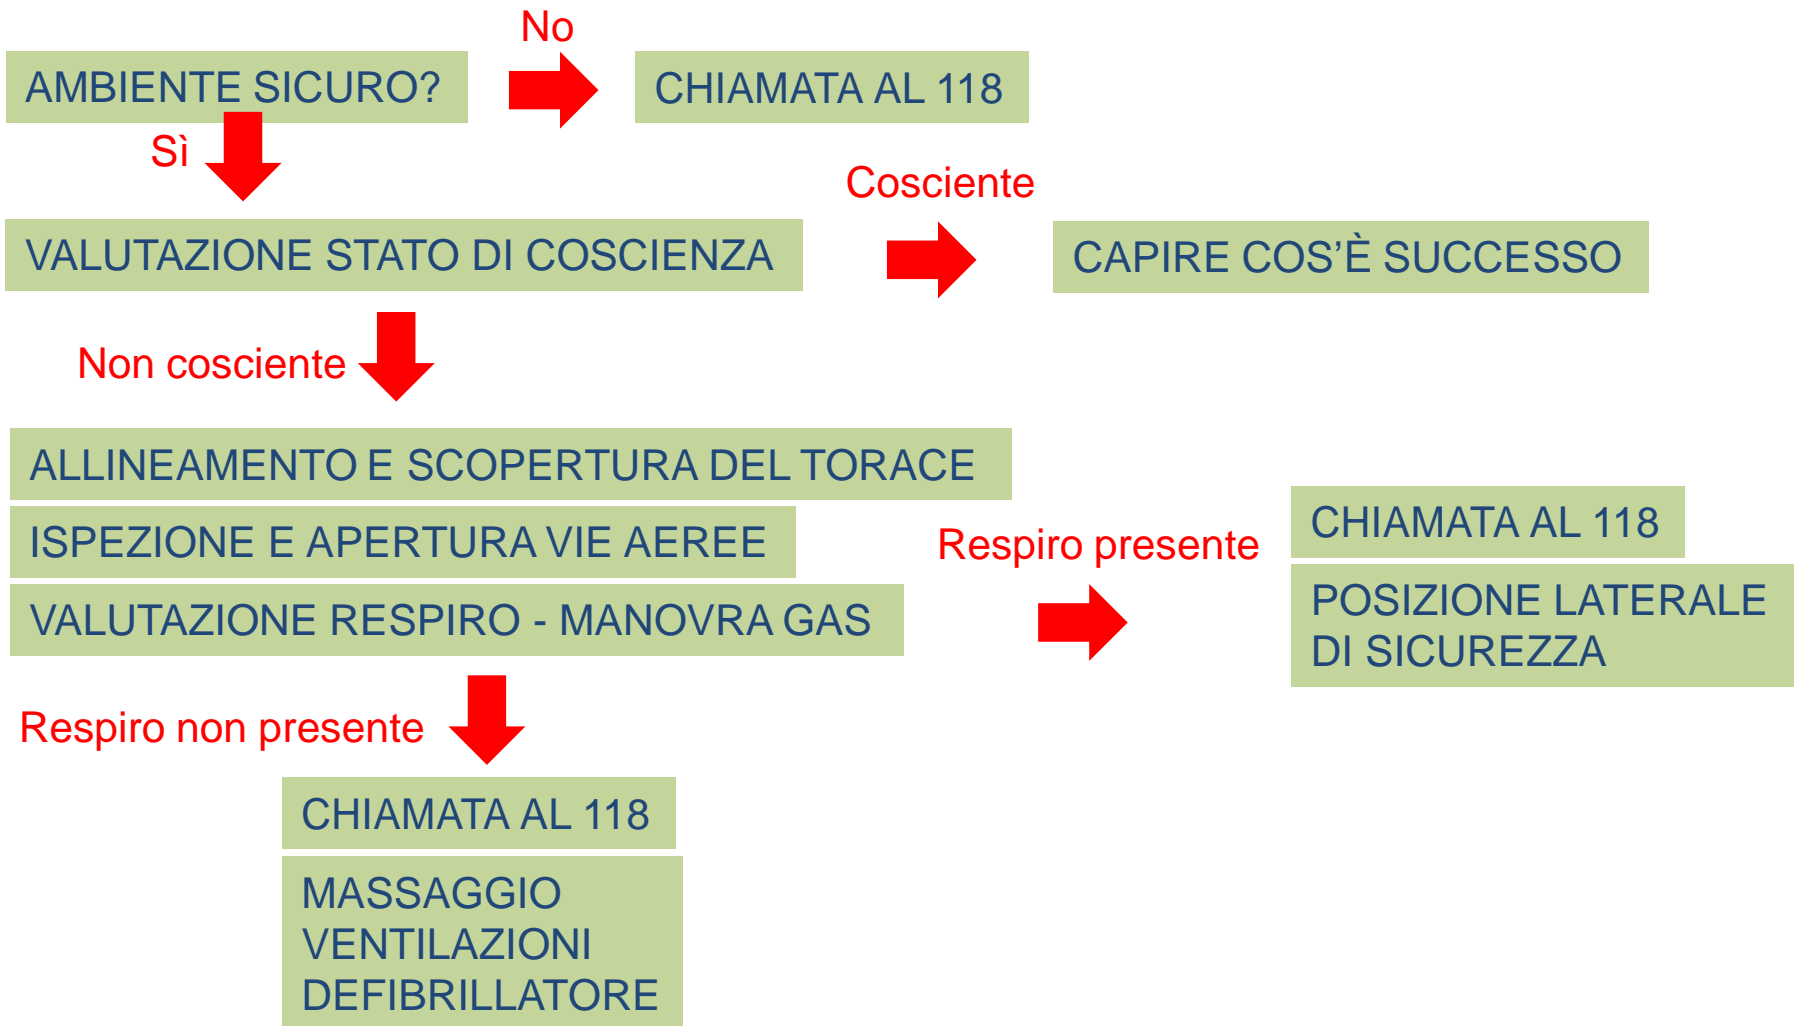 No
AMBIENTE SICURO?
CHIAMATA AL 118
Sì
Cosciente
VALUTAZIONE STATO DI COSCIENZA
CAPIRE COS’È SUCCESSO
Non cosciente
ALLINEAMENTO E SCOPERTURA DEL TORACE
ISPEZIONE E APERTURA VIE AEREE
VALUTAZIONE RESPIRO - MANOVRA GAS
Respiro presente
CHIAMATA AL 118
POSIZIONE LATERALE
DI SICUREZZA
Respiro non presente
CHIAMATA AL 118
MASSAGGIO
VENTILAZIONI
DEFIBRILLATORE